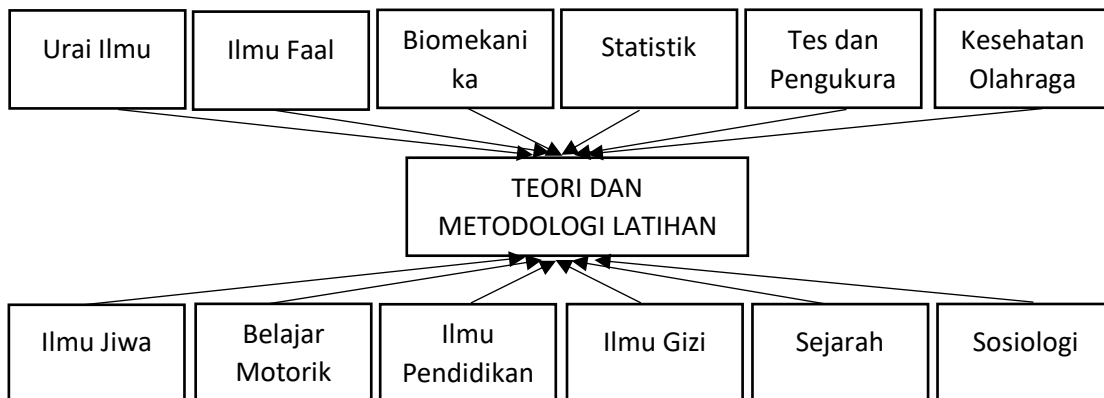 Urai Ilmu
Ilmu Faal
Biomekani
ka
Statistik
Tes dan
Pengukura
Kesehatan
Olahraga
TEORI DAN
METODOLOGI LATIHAN
Ilmu Jiwa
Belajar
Motorik
Ilmu
Pendidikan
Ilmu Gizi
Sejarah
Sosiologi